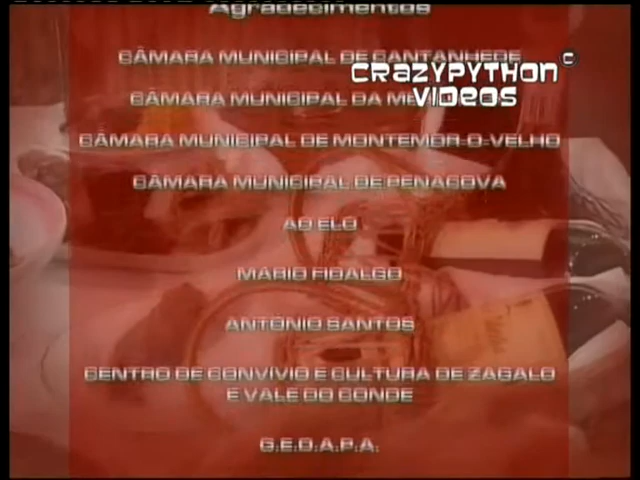 Agradecimentos
CÂMARA MUNICIPAL DE CANTANHEDE
CRAZYPYTHON
VIDEOS
C
CÂMARA MUNICIPAL DA
CÂMARA MUNICIPAL DE MONTEMOR-O-VELHO
CÂMARA MUNICIPAL DE PENACOVA
AD ELO
MÁRIO FIDALGO
ANTÓNIO SANTOS
CENTRO DE CONVÍVIO E CULTURA DE ZAGALO
E VALE DO CONDE
G.E.D.A.P.A.